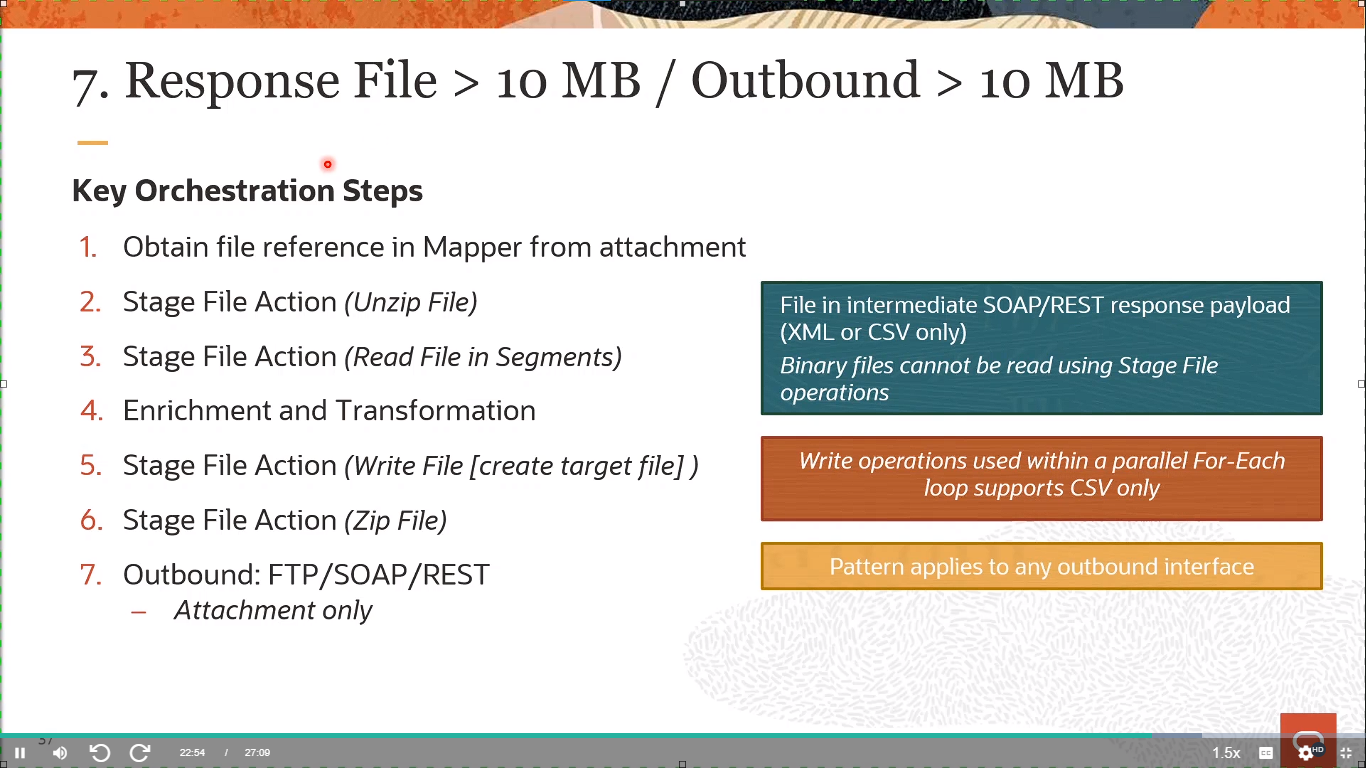 7. Response File > 10 MB / Outbound > 10 MB
Key Orchestration Steps
1. Obtain file reference in Mapper from attachment
2. Stage File Action (Unzip File)
3. Stage File Action (Read File in Segments)
4. Enrichment and Transformation
5. Stage File Action (Write File [create target file] )
6. Stage File Action (Zip File)
7. Outbound: FTP/SOAP/REST
– Attachment only
File in intermediate SOAP/REST response payload
(XML or CSV only)
Binary files cannot be read using Stage File
operations
Write operations used within a parallel For-Each
loop supports CSV only
Pattern applies to any outbound interface
22:54 / 27:09
1.5x
CC
HD